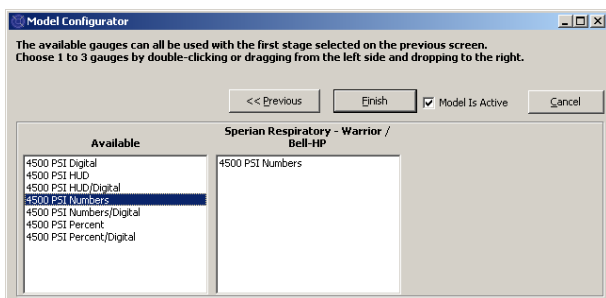 Model Configurator
The available gauges can all be used with the first stage selected on the previous screen.
Choose 1 to 3 gauges by double-clicking or dragging from the left side and dropping to the right.
<< Previous
Finish
Model Is Active
Cancel
Available
Sperian Respiratory - Warrior /
Bell-HP
4500 PSI Digital
4500 PSI HUD
4500 PSI HUD/Digital
4500 PSI Numbers
4500 PSI Numbers/Digital
4500 PSI Percent
4500 PSI Percent/Digital
4500 PSI Numbers